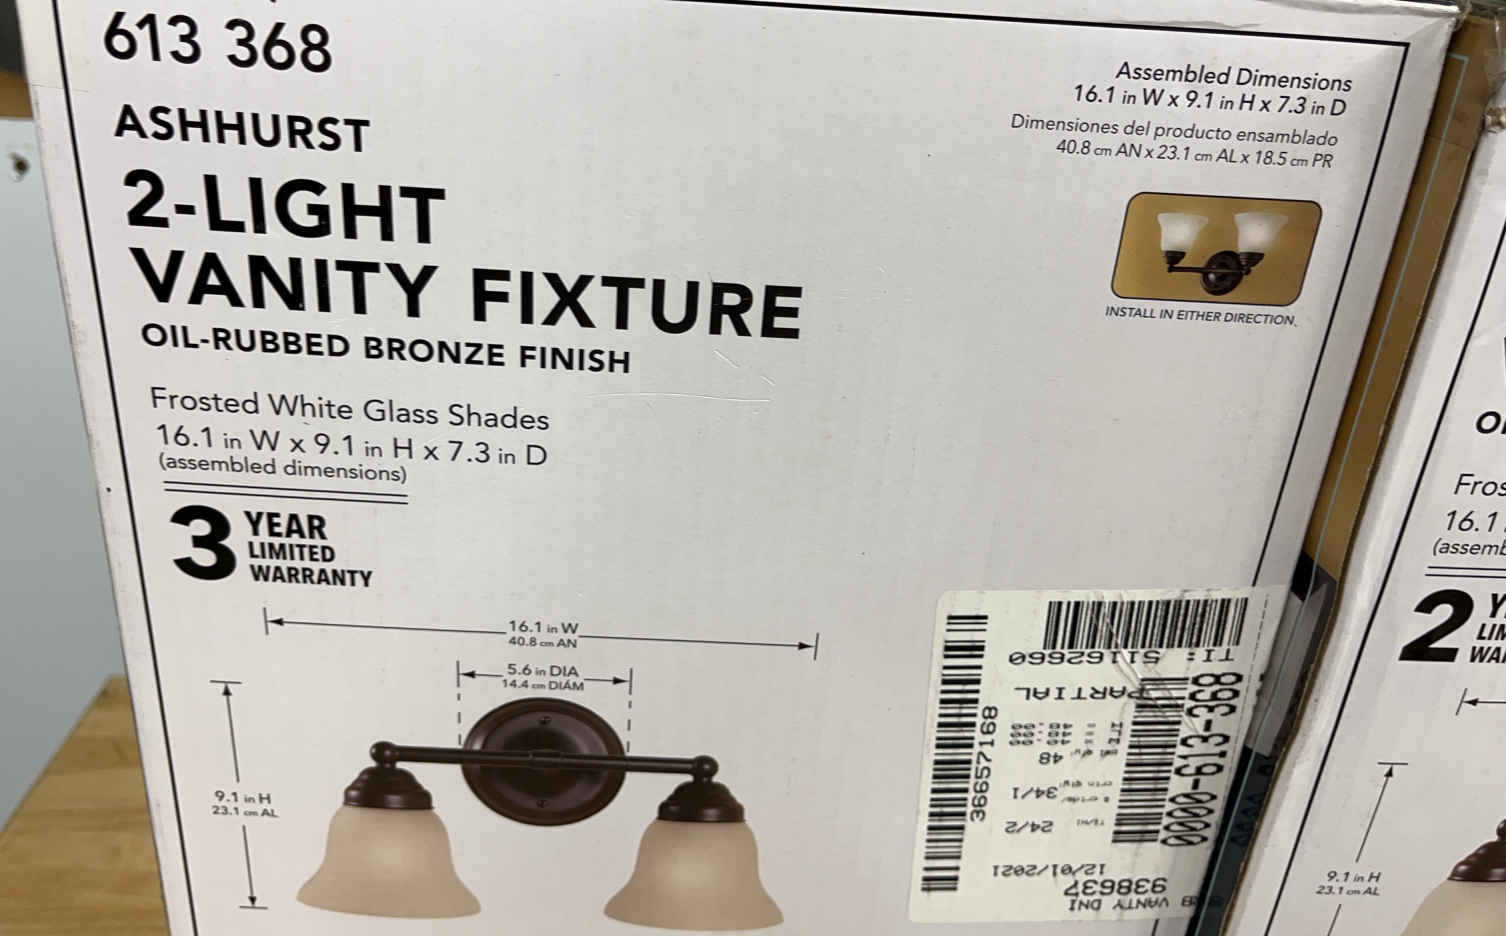 613 368
ASHHURST
2-LIGHT
VANITY FIXTURE
OIL-RUBBED BRONZE FINISH
Frosted White Glass Shades
16.1 in W x 9.1 in H x 7.3 in D
(assembled dimensions)
3 YEAR
LIMITED
WARRANTY
Assembled Dimensions
16.1 in W x 9.1 in H x 7.3 in D
Dimensiones del producto ensamblado
40.8 cm AN x 23.1 cm AL x 18.5 cm PR
INSTALL IN EITHER DIRECTION.
16.1 in W
40.8 cm AN
5.6 in DIA
14.4 cm DIÁM
9.1 in H
23.1 cm AL
TI: 51162660
PARTIAL
48
34/1
24/2
12/01/2021
938637
VANTY DNI
36657168
0000-613-368
16.1
2
9.1 in H
23.1 cm AL